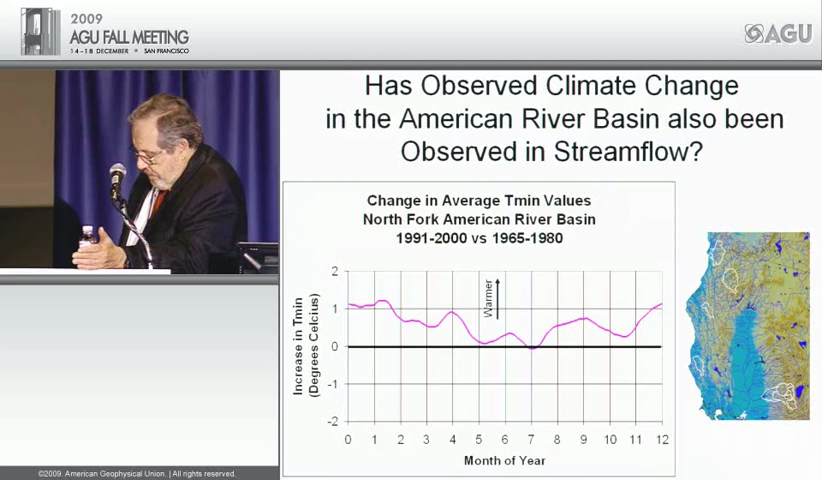 2009
AGU FALL MEETING
14 - 18 DECEMBER • SAN FRANCISCO
AGU
Has Observed Climate Change
in the American River Basin also been
Observed in Streamflow?
Change in Average Tmin Values
North Fork American River Basin
1991-2000 vs 1965-1980
Increase in Tmin
(Degrees Celcius)
Warmer
2
1
0
-1
-2
0 1 2 3 4 5 6 7 8 9 10 11 12
Month of Year
©2009. American Geophysical Union. | All rights reserved.